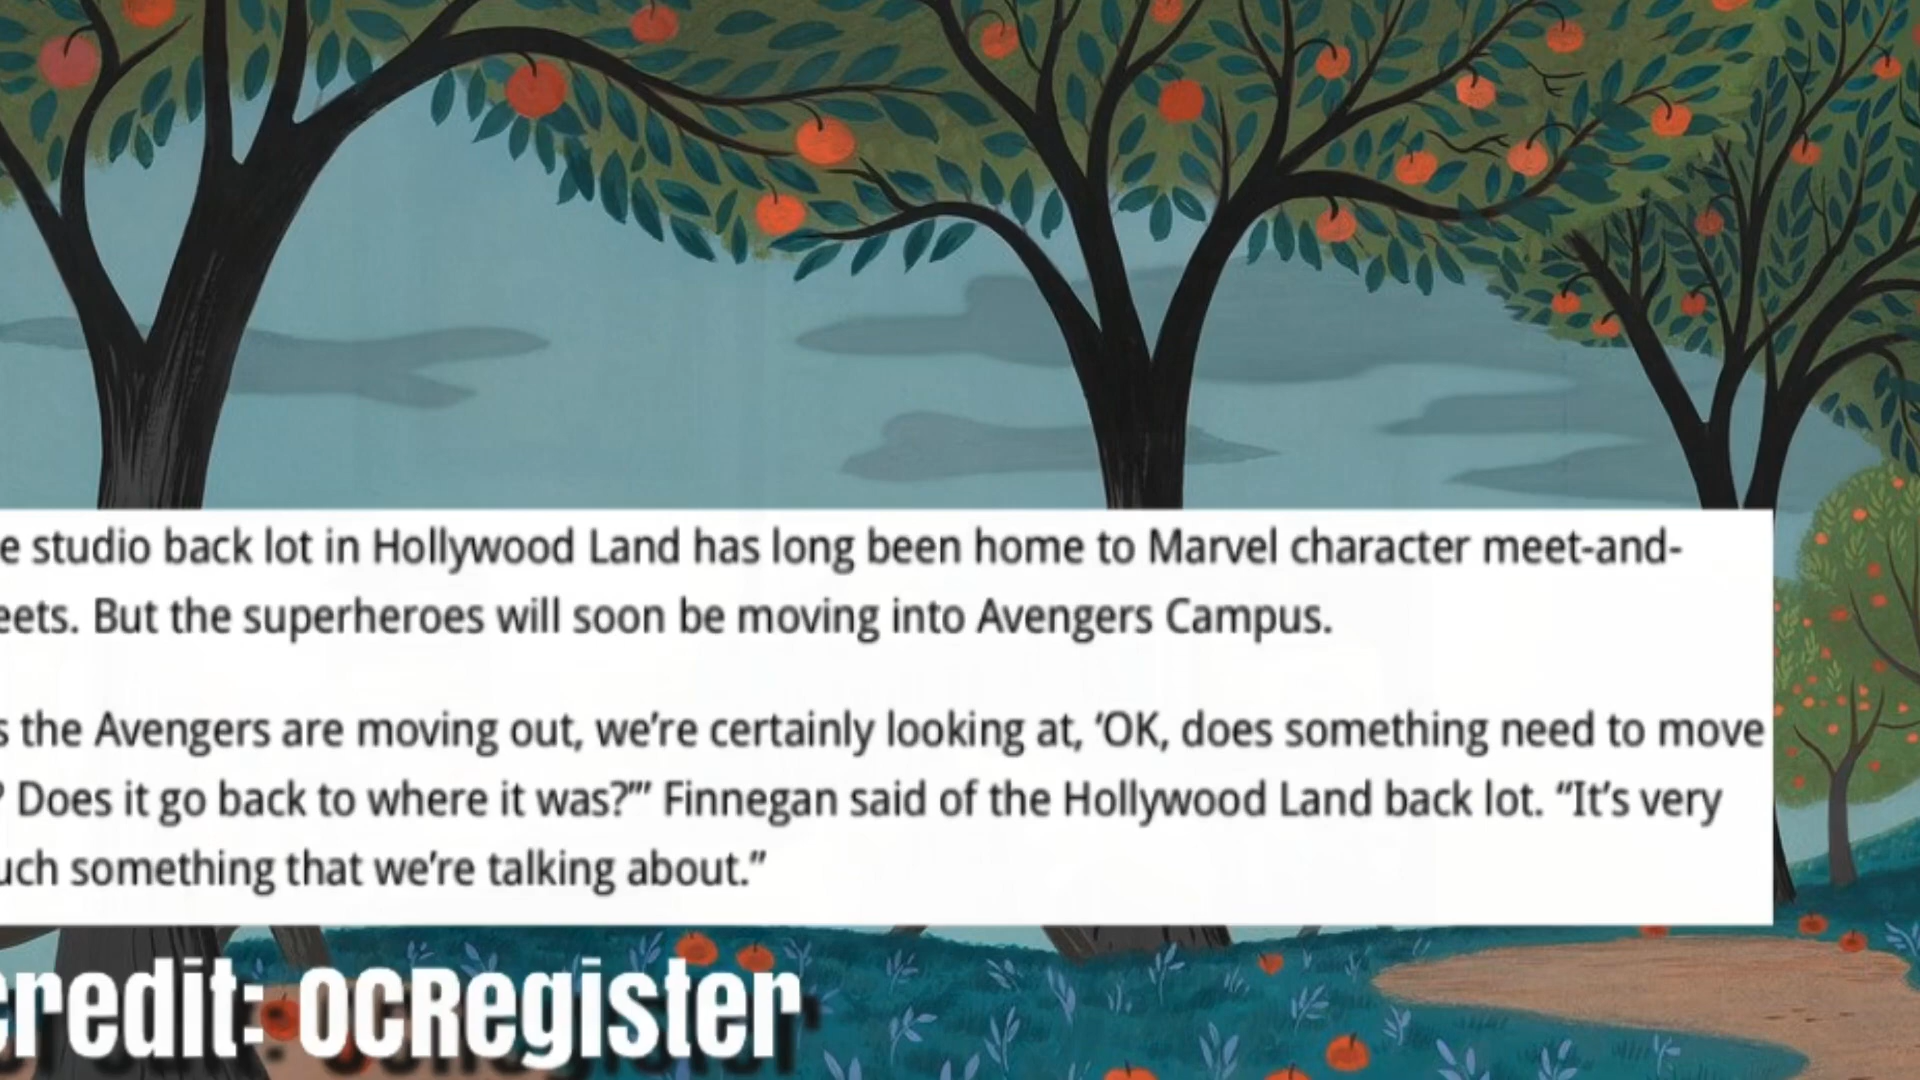 e studio back lot in Hollywood Land has long been home to Marvel character meet-and-
eets. But the superheroes will soon be moving into Avengers Campus.
s the Avengers are moving out, we’re certainly looking at, ‘OK, does something need to move
? Does it go back to where it was?’” Finnegan said of the Hollywood Land back lot. “It’s very
uch something that we’re talking about.”
credit: OCRegister